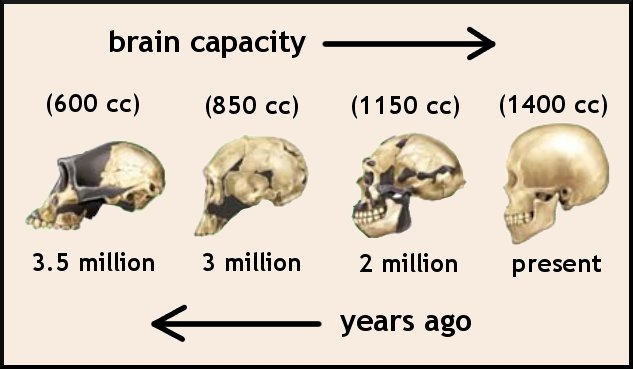 brain capacity
(600 cc) (850 cc) (1150 cc) (1400 cc)
3.5 million 3 million 2 million present
years ago